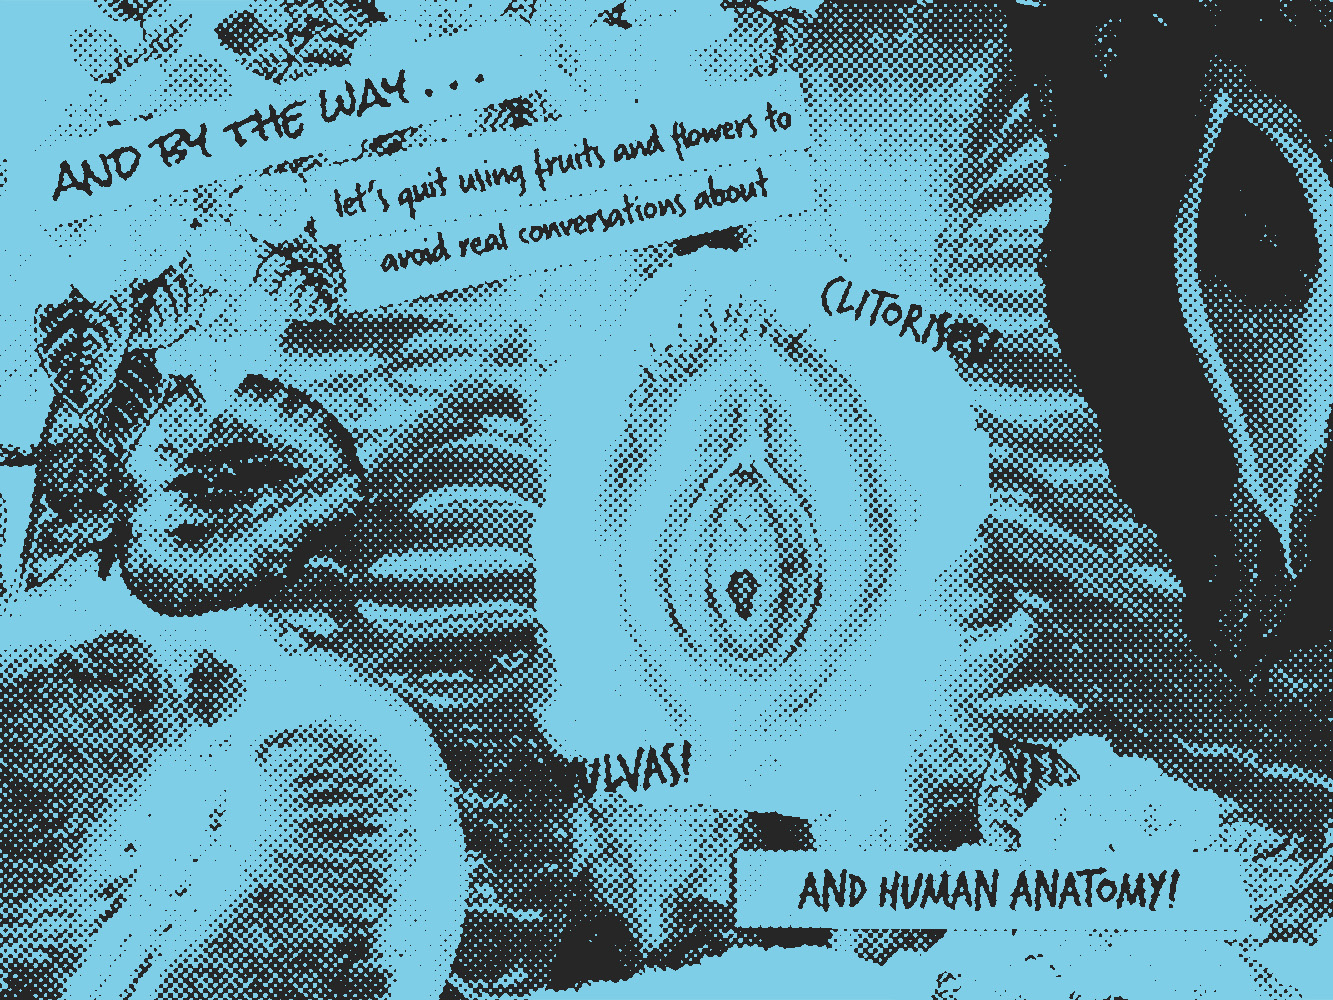 AND BY THE WAY...
let's quit using fruits and flowers to
avoid real conversations about
CLITORISES!
VULVAS!
AND HUMAN ANATOMY!